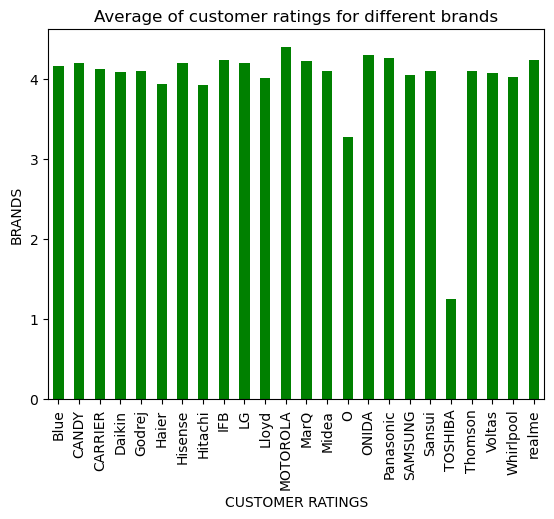 Average of customer ratings for different brands
4
3
2
1
0
BRANDS
Blue
CANDY
CARRIER
Daikin
Godrej
Haier
Hisense
Hitachi
IFB
LG
Lloyd
MOTOROLA
MarQ
Midea
O
ONIDA
Panasonic
SAMSUNG
Sansui
TOSHIBA
Thomson
Voltas
Whirlpool
realme
CUSTOMER RATINGS